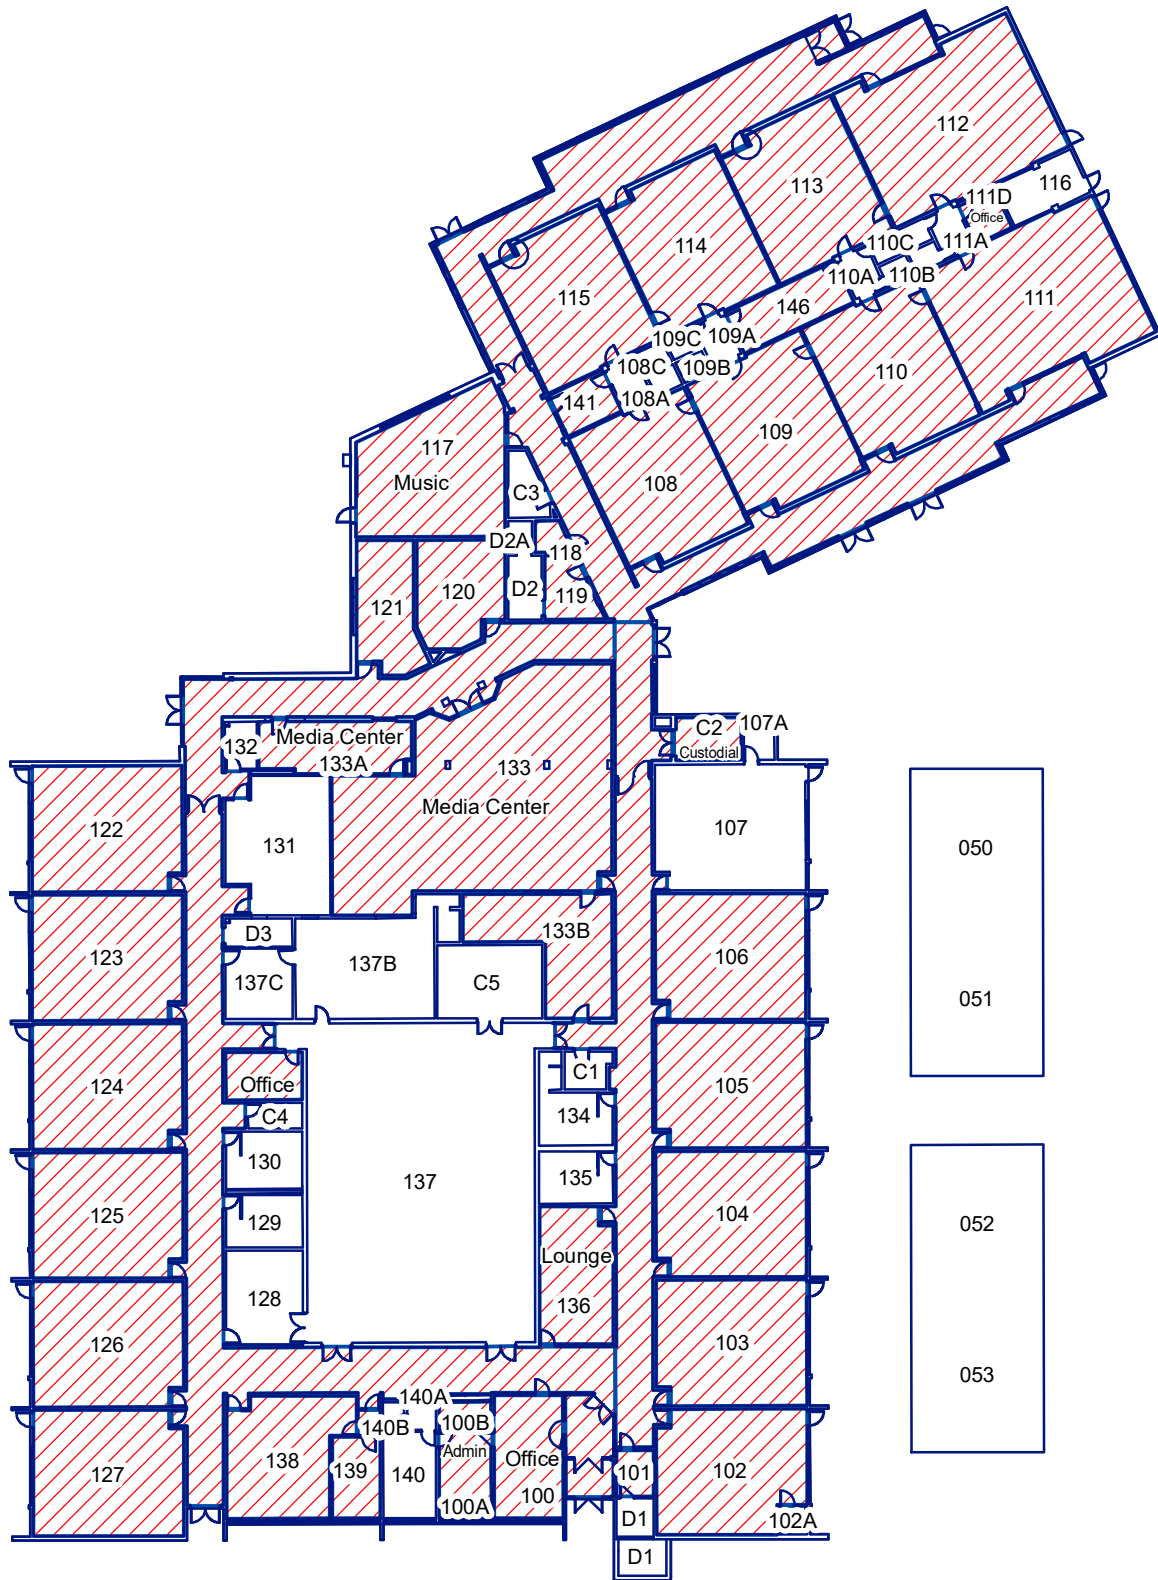 112
113
116
111D
Office
114
110C
111A
110A
110B
115
111
146
109C
109A
108C
109B
110
141
108A
109
117
Music
108
C3
D2A
118
D2
120
119
121
C2
Custodial
107A
132
Media Center
133A
133
Media Center
122
131
107
050
123
D3
133B
106
137B
137C
C5
051
124
Office
C1
105
C4
134
130
135
125
137
104
052
129
Lounge
128
136
126
103
053
140A
140B
100B
Admin
138
139
140
Office
100A
100
101
127
102
102A
D1
D1